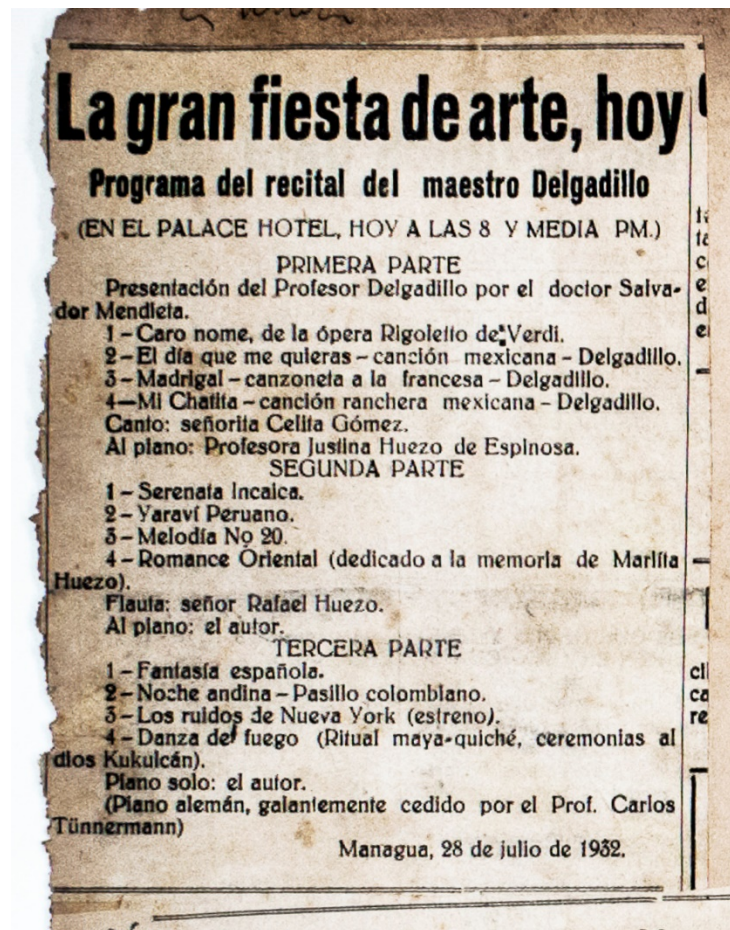 La gran fiesta de arte, hoy
Programa del recital del maestro Delgadillo
(EN EL PALACE HOTEL, HOY A LAS 8 Y MEDIA PM.)
PRIMERA PARTE
Presentación del Profesor Delgadillo por el doctor Salva-
dor Mendieta.
1-Caro nome, de la ópera Rigoletto de Verdi.
2-El día que me quieras-canción mexicana-Delgadillo.
3-Madrigal-canzoneta a la francesa-Delgadillo.
4—Mi Chatita-canción ranchera mexicana-Delgadillo.
Canto: señorita Celita Gómez.
Al piano: Profesora Justina Huezo de Espinosa.
SEGUNDA PARTE
1-Serenata Incaica.
2-Yaraví Peruano.
3-Melodía No 20.
4-Romance Oriental (dedicado a la memoria de Mariita
Huezo).
Flauta: señor Rafael Huezo.
Al piano: el autor.
TERCERA PARTE
1-Fantasía española.
2-Noche andina-Pasillo colombiano.
3-Los ruidos de Nueva York (estreno).
4-Danza del fuego (Ritual maya-quiché, ceremonias al
dios Kukulcán).
Piano solo: el autor.
(Piano alemán, galantemente cedido por el Prof. Carlos
Tünnermann)
Managua, 28 de julio de 1932.